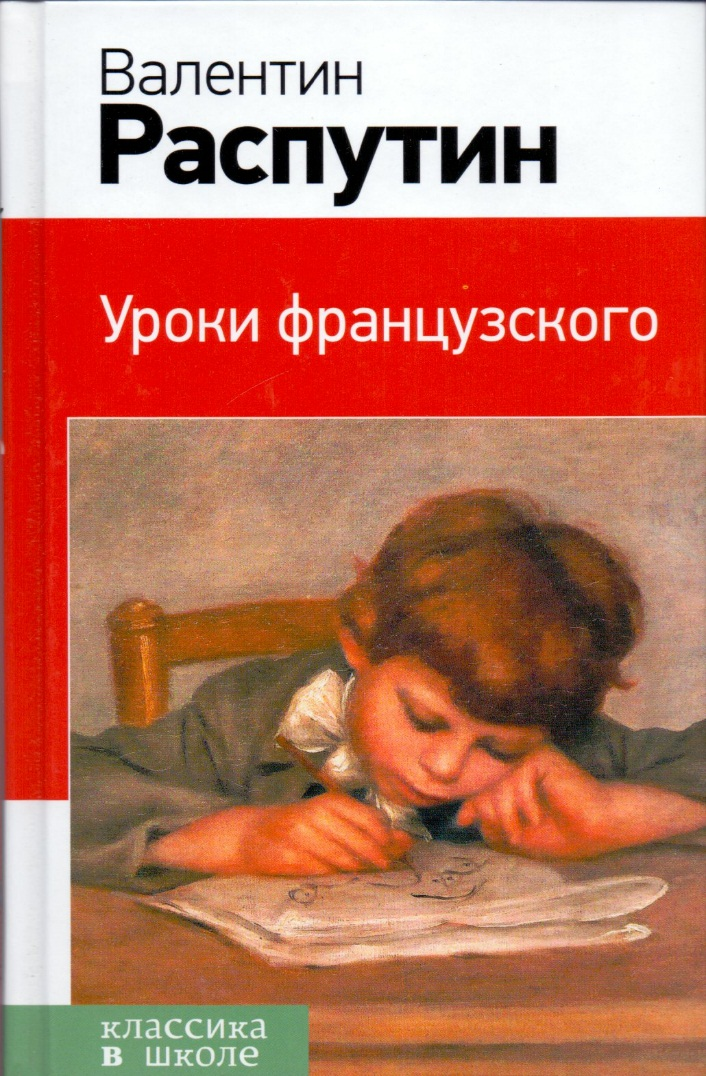 Валентин
Распутин
Уроки французского
классика
в школе